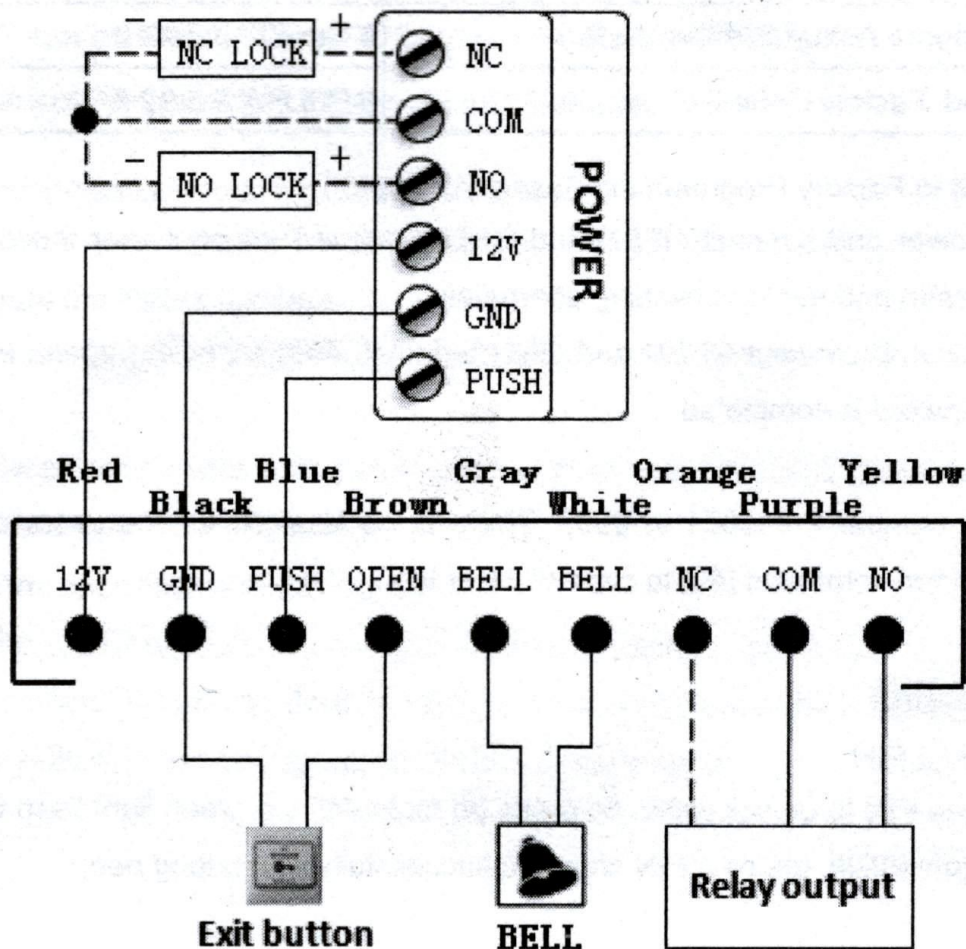 − NC LOCK + NC
COM
− NO LOCK + NO
12V
GND
PUSH
POWER
Red Blue Gray Orange Yellow
Black Brown White Purple
12V GND PUSH OPEN BELL BELL NC COM NO
Relay output
Exit button BELL